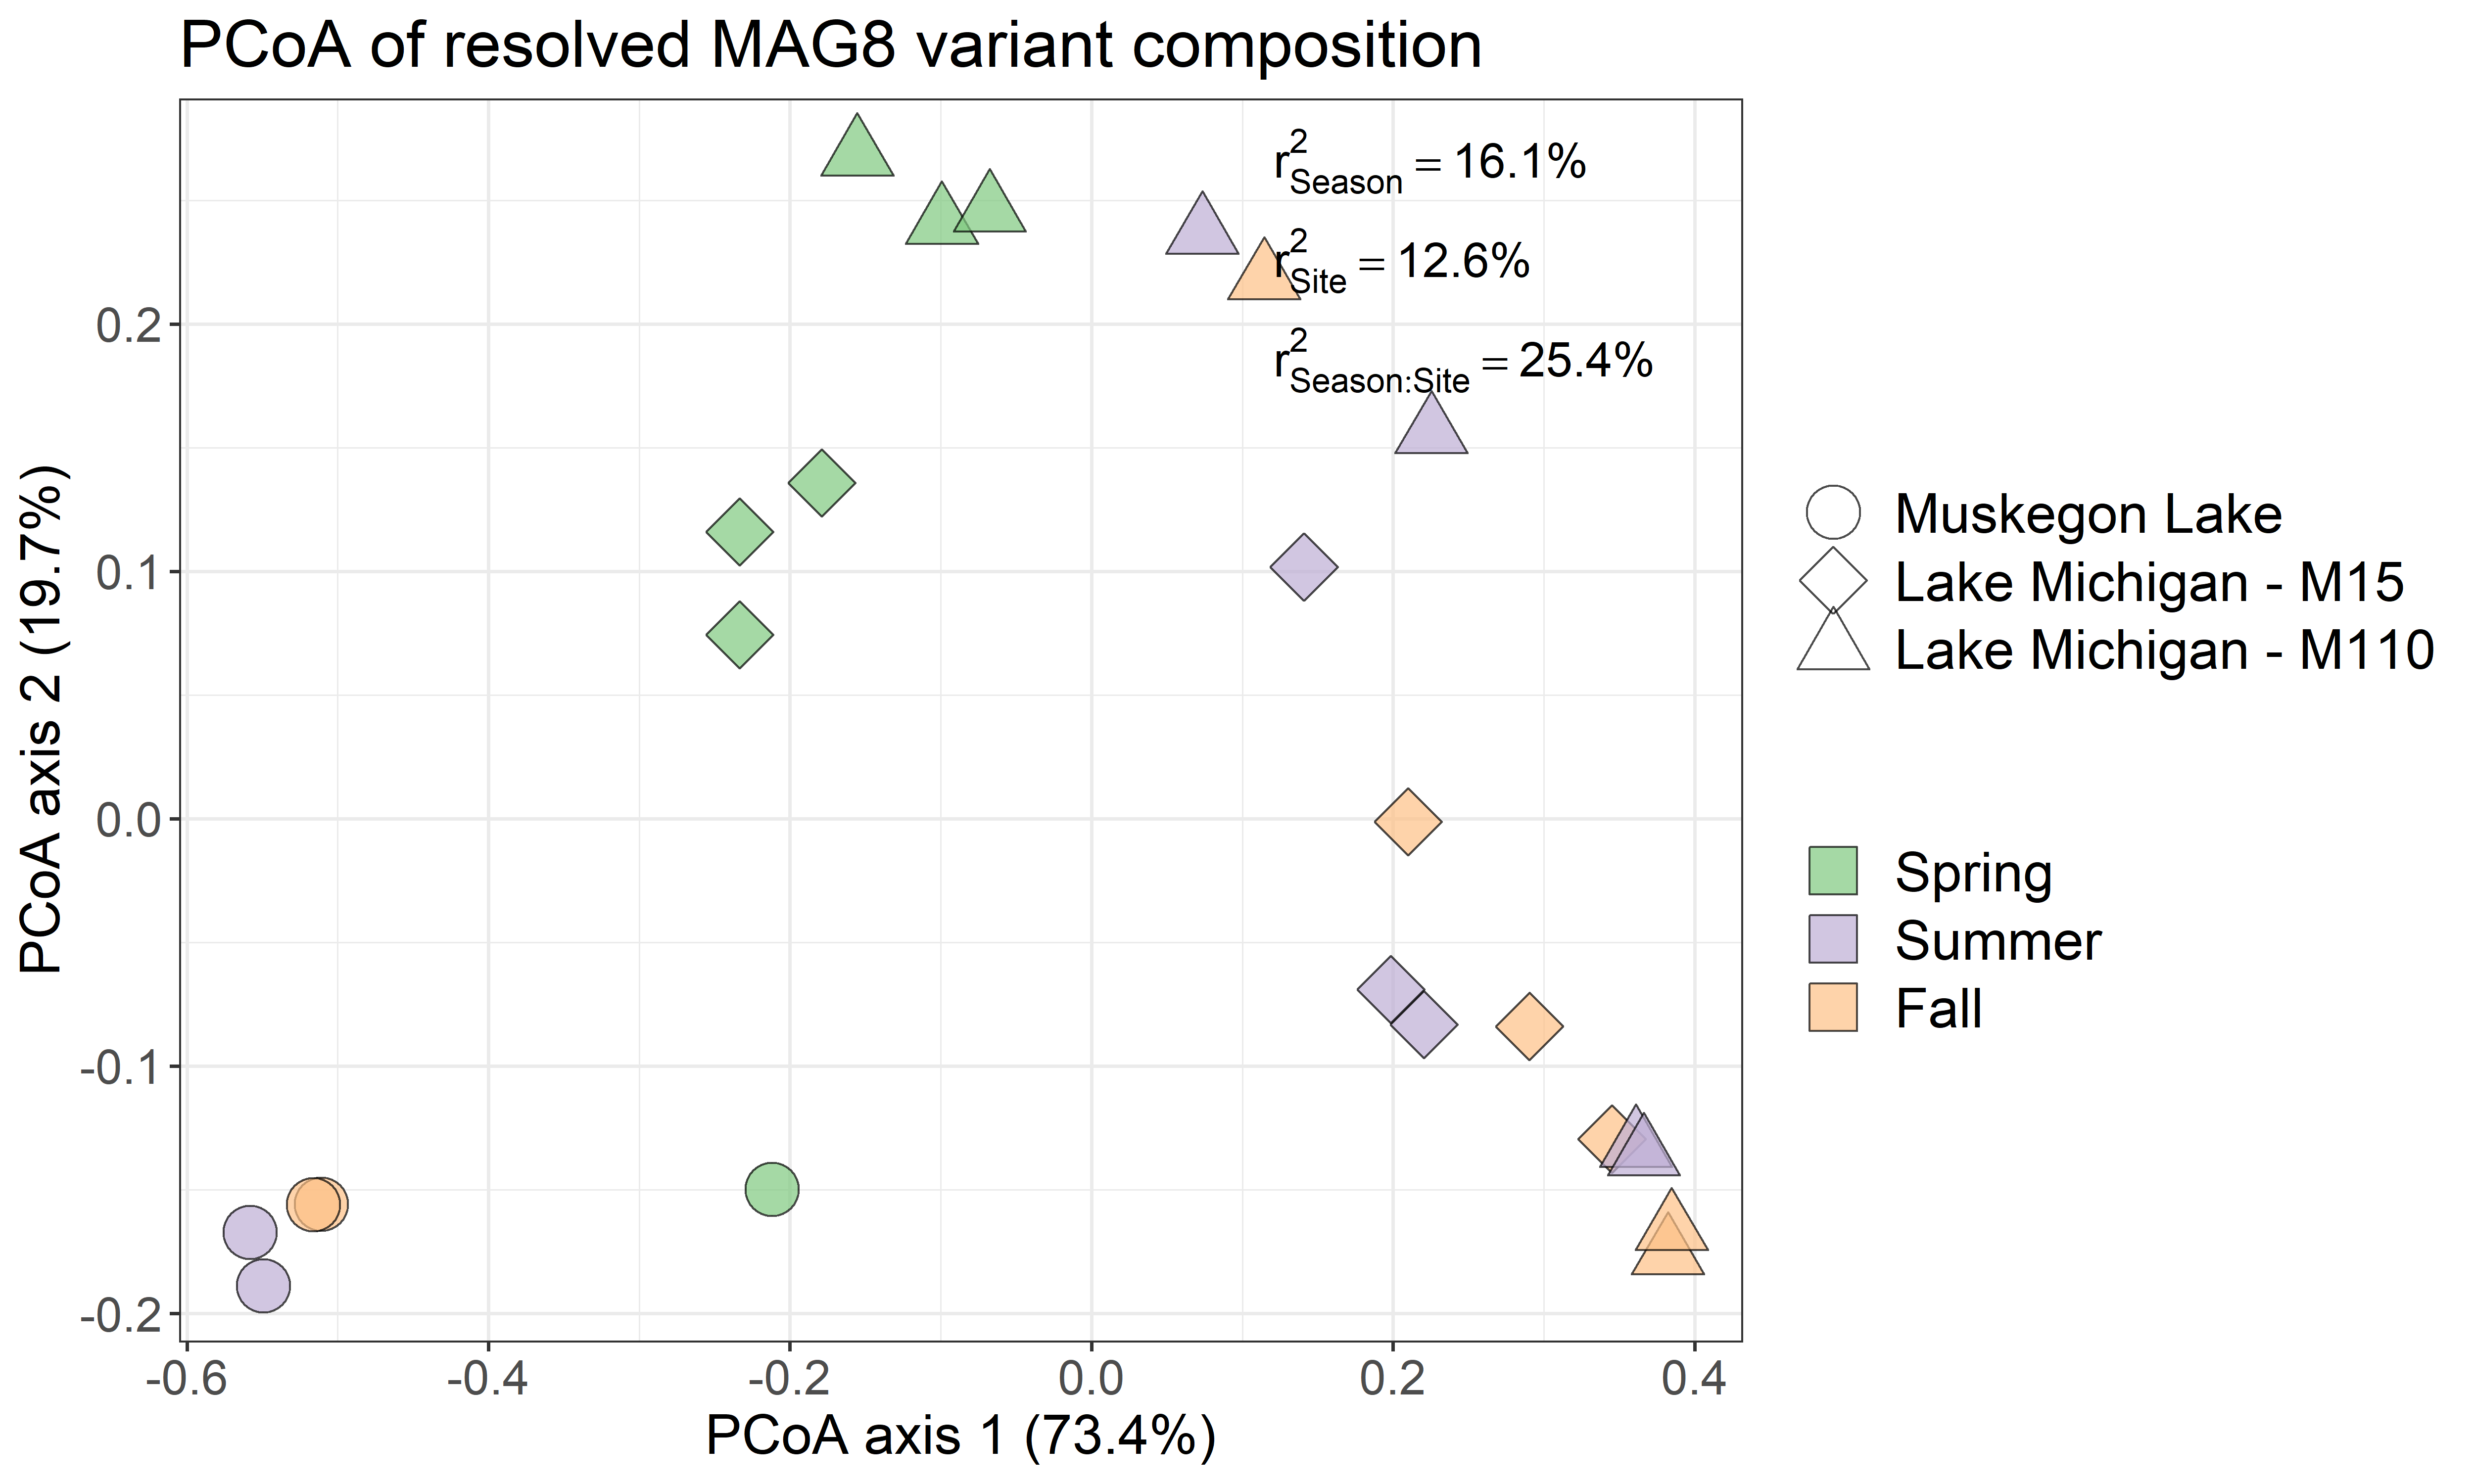 PCoA of resolved MAG8 variant composition
r²Season = 16.1%
r²Site = 12.6%
r²Season:Site = 25.4%
PCoA axis 2 (19.7%)
0.2
0.1
0.0
-0.1
-0.2
-0.6 -0.4 -0.2 0.0 0.2 0.4
PCoA axis 1 (73.4%)
Muskegon Lake
Lake Michigan - M15
Lake Michigan - M110
Spring
Summer
Fall